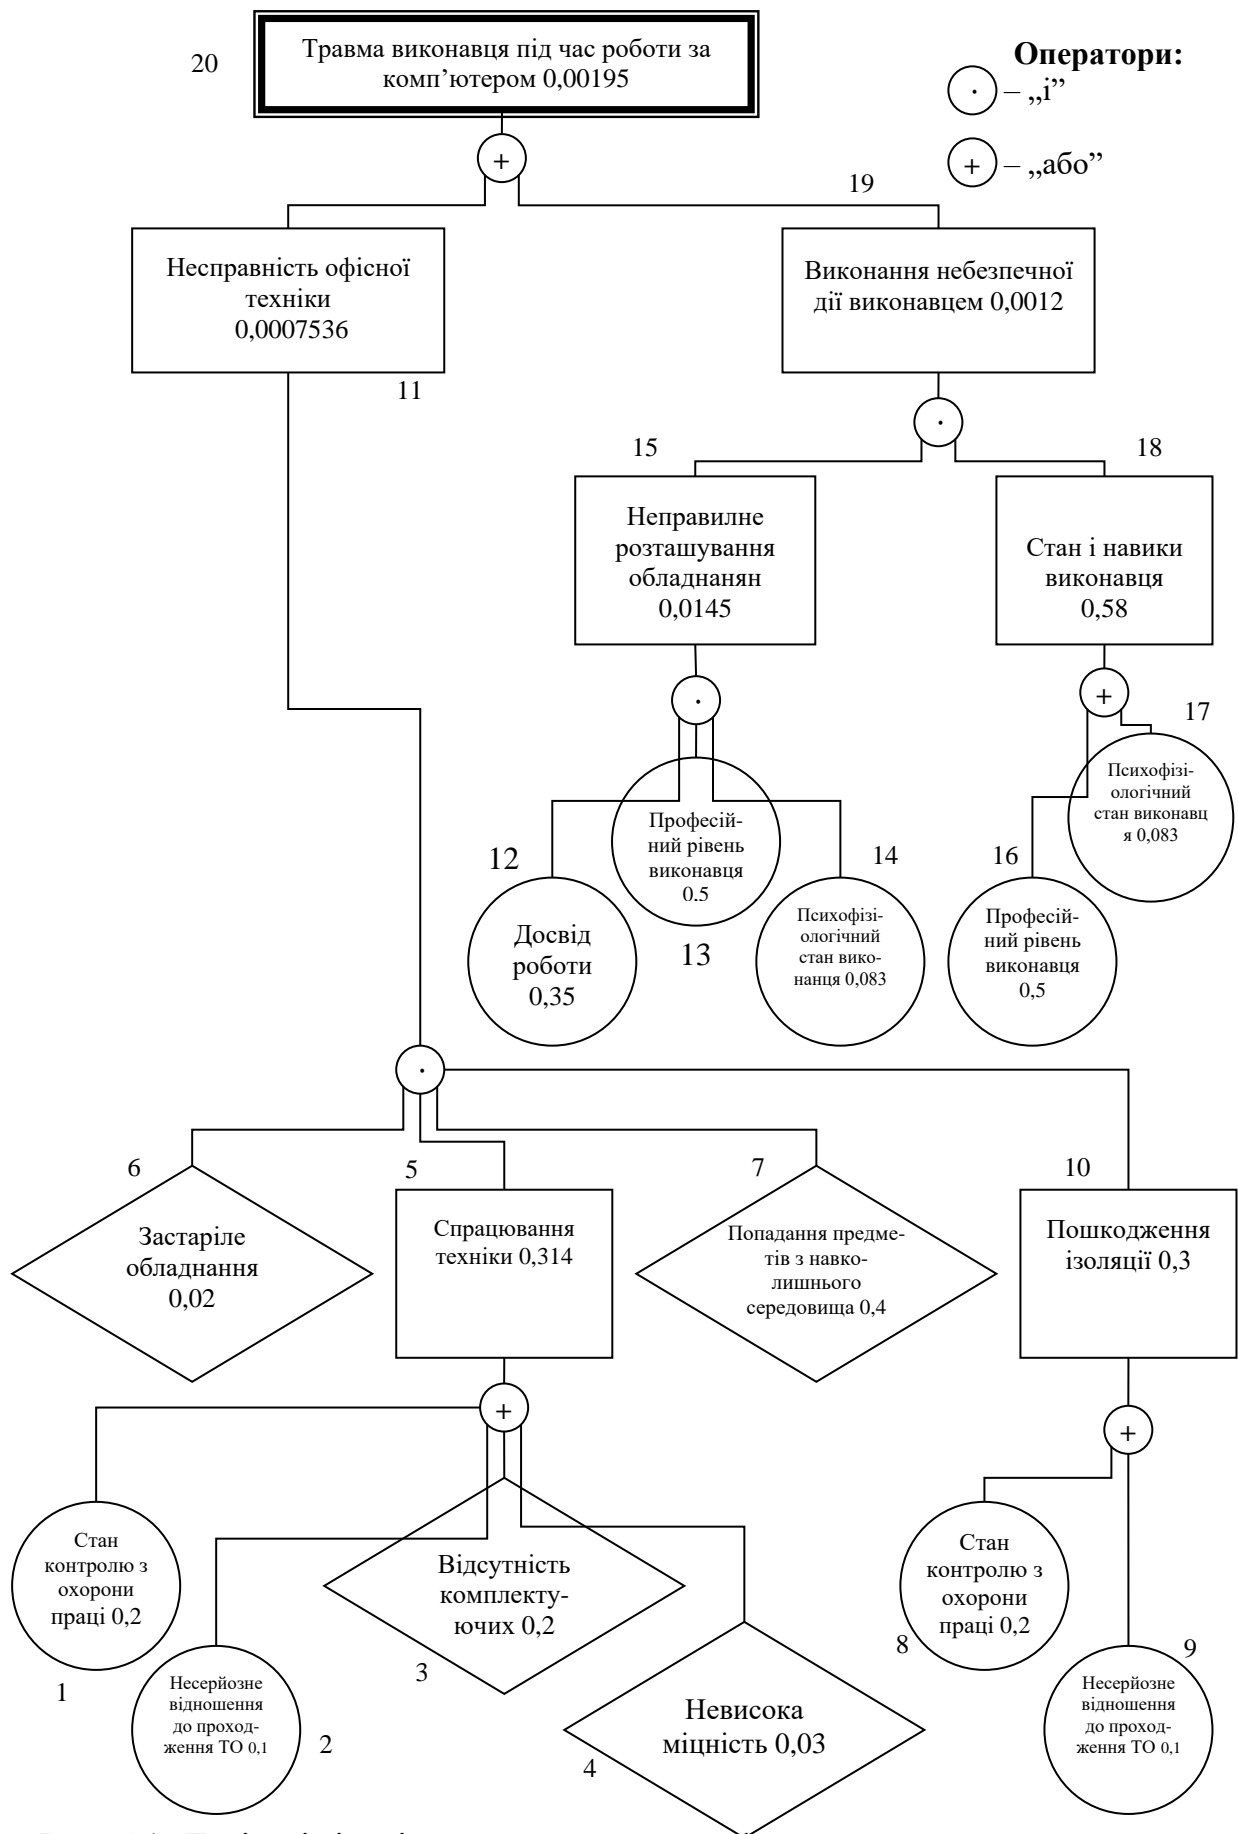 20
Травма виконавця під час роботи за
комп’ютером 0,00195
Оператори:
· – „і”
+ – „або”
+
19
Несправність офісної
техніки
0,0007536
11
Виконання небезпечної
дії виконавцем 0,0012
·
15
18
Неправилне
розташування
обладнанян
0,0145
Стан і навики
виконавця
0,58
·
+
17
Психофізі-
ологічний
стан виконавц
я 0,083
Професій-
ний рівень
виконавця
0,5
12
13
14
16
Досвід
роботи
0,35
Психофізі-
ологічний
стан вико-
нанця 0,083
Професій-
ний рівень
виконавця
0,5
·
6
5
7
10
Застаріле
обладнання
0,02
Спрацювання
техніки 0,314
Попадання предме-
тів з навко-
лишнього
середовища 0,4
Пошкодження
ізоляції 0,3
+
+
Стан
контролю з
охорони
праці 0,2
1
Несерйозне
відношення
до проход-
ження ТО 0,1
2
Відсутність
комплекту-
ючих 0,2
3
Невисока
міцність 0,03
4
Стан
контролю з
охорони
праці 0,2
8
9
Несерйозне
відношення
до проход-
ження ТО 0,1